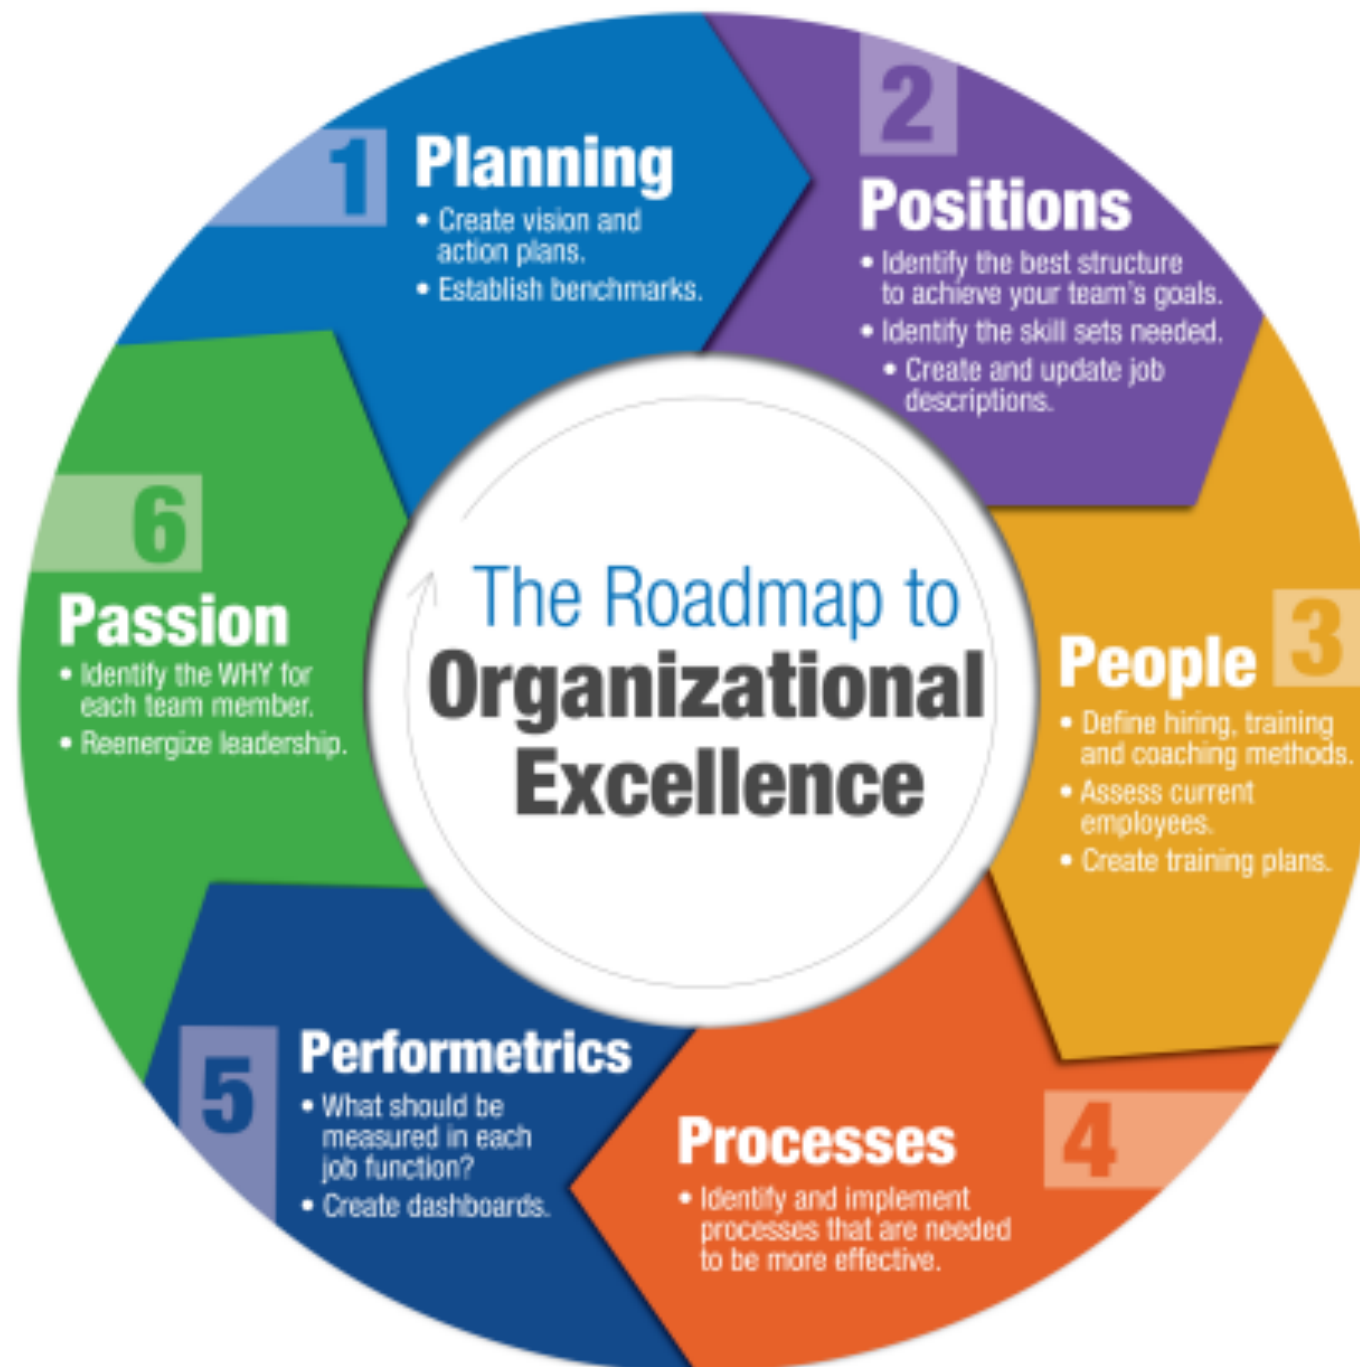 The Roadmap to
Organizational
Excellence
1
Planning
• Create vision and
action plans.
• Establish benchmarks.
2
Positions
• Identify the best structure
to achieve your team's goals.
• Identify the skill sets needed.
• Create and update job
descriptions.
3
People
• Define hiring, training
and coaching methods.
• Assess current
employees.
• Create training plans.
4
Processes
• Identify and implement
processes that are needed
to be more effective.
5
Performetrics
• What should be
measured in each
job function?
• Create dashboards.
6
Passion
• Identify the WHY for
each team member.
• Reenergize leadership.